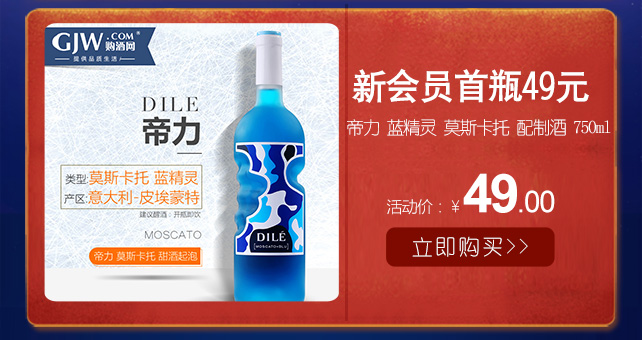 GJW.COM®
购酒网
提供品质生活
DILE
帝力
类型:莫斯卡托 蓝精灵
产区:意大利-皮埃蒙特
建议醒酒：开瓶即饮
MOSCATO
帝力 莫斯卡托 甜酒起泡
DILÉ
MOSCATO&BLU
新会员首瓶49元
帝力 蓝精灵 莫斯卡托 配制酒 750ml
活动价：¥49.00
立即购买>>